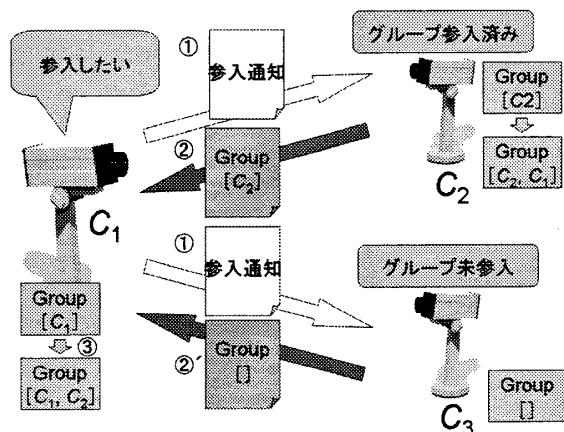 参入したい
①
参入通知
グループ参入済み
Group
[C2]
Group
[C₂, C₁]
C₂
②
Group
[C₂]
C₁
①
参入通知
グループ未参入
Group
[C₁]
③
Group
[C₁, C₂]
②´
Group
[]
C₃
Group
[]